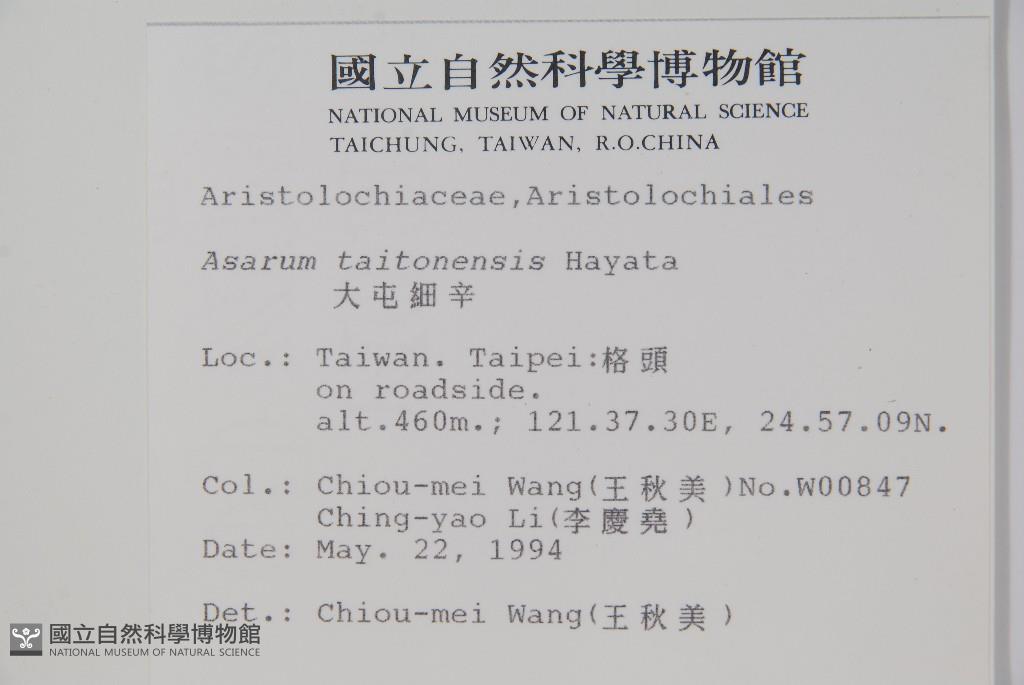 國立自然科學博物館
NATIONAL MUSEUM OF NATURAL SCIENCE
TAICHUNG, TAIWAN, R.O.CHINA
Aristolochiaceae,Aristolochiales
Asarum taitonensis Hayata
大屯細辛
Loc.: Taiwan. Taipei:格頭
on roadside.
alt.460m.; 121.37.30E, 24.57.09N.
Col.: Chiou-mei Wang(王秋美)No.W00847
Ching-yao Li(李慶堯)
Date: May. 22, 1994
Det.: Chiou-mei Wang(王秋美)
國立自然科學博物館
NATIONAL MUSEUM OF NATURAL SCIENCE